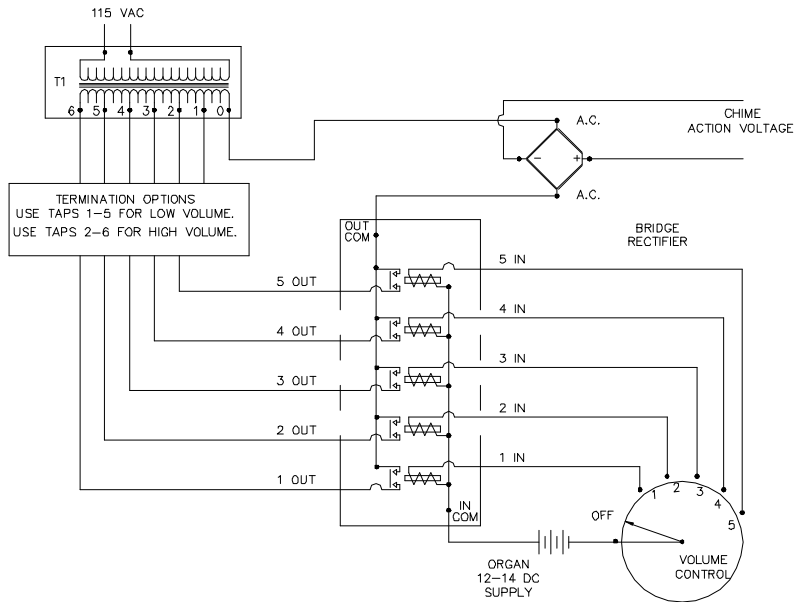 115 VAC
T1
6 5 4 3 2 1 0
A.C.
CHIME
ACTION VOLTAGE
- +
A.C.
TERMINATION OPTIONS
USE TAPS 1-5 FOR LOW VOLUME.
USE TAPS 2-6 FOR HIGH VOLUME.
OUT
COM
BRIDGE
RECTIFIER
5 OUT
5 IN
4 OUT
4 IN
3 OUT
3 IN
2 OUT
2 IN
1 OUT
1 IN
IN
COM
OFF
1 2 3 4 5
VOLUME
CONTROL
ORGAN
12-14 DC
SUPPLY